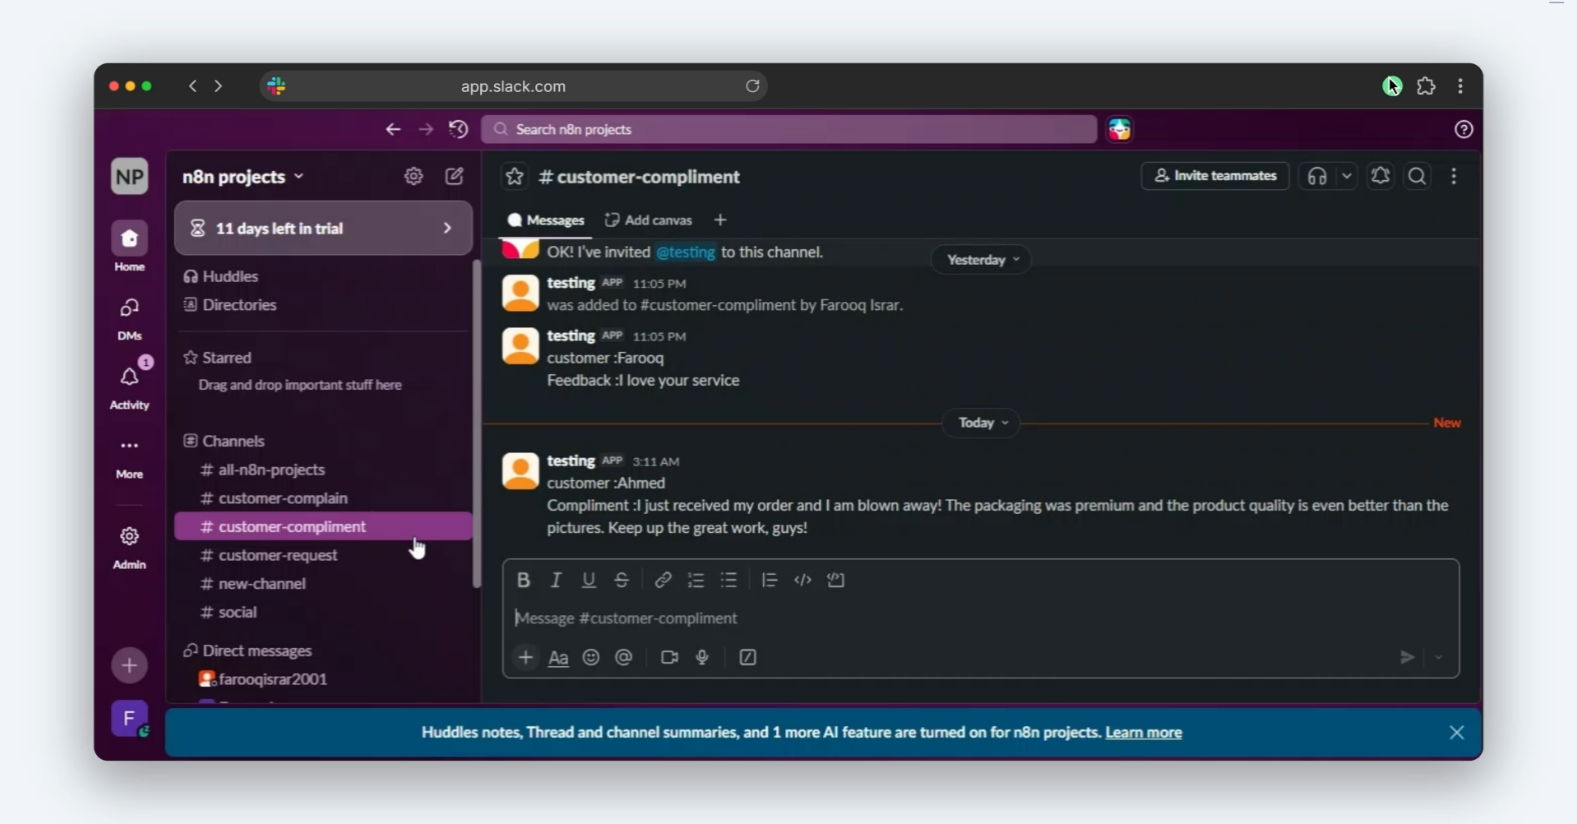 app.slack.com
Search n8n projects
NP
n8n projects
# customer-compliment
Invite teammates
11 days left in trial
Messages
Add canvas
Home
Huddles
Directories
DMs
1
Activity
More
Admin
F
Starred
Drag and drop important stuff here
Channels
# all-n8n-projects
# customer-complain
# customer-compliment
# customer-request
# new-channel
# social
Direct messages
farooqisrar2001
OK! I've invited @testing to this channel.
Yesterday
testing APP 11:05 PM
was added to #customer-compliment by Farooq Israr.
testing APP 11:05 PM
customer :Farooq
Feedback :I love your service
Today
New
testing APP 3:11 AM
customer :Ahmed
Compliment :I just received my order and I am blown away! The packaging was premium and the product quality is even better than the
pictures. Keep up the great work, guys!
B I U S
Message #customer-compliment
Aa
Huddles notes, Thread and channel summaries, and 1 more AI feature are turned on for n8n projects. Learn more